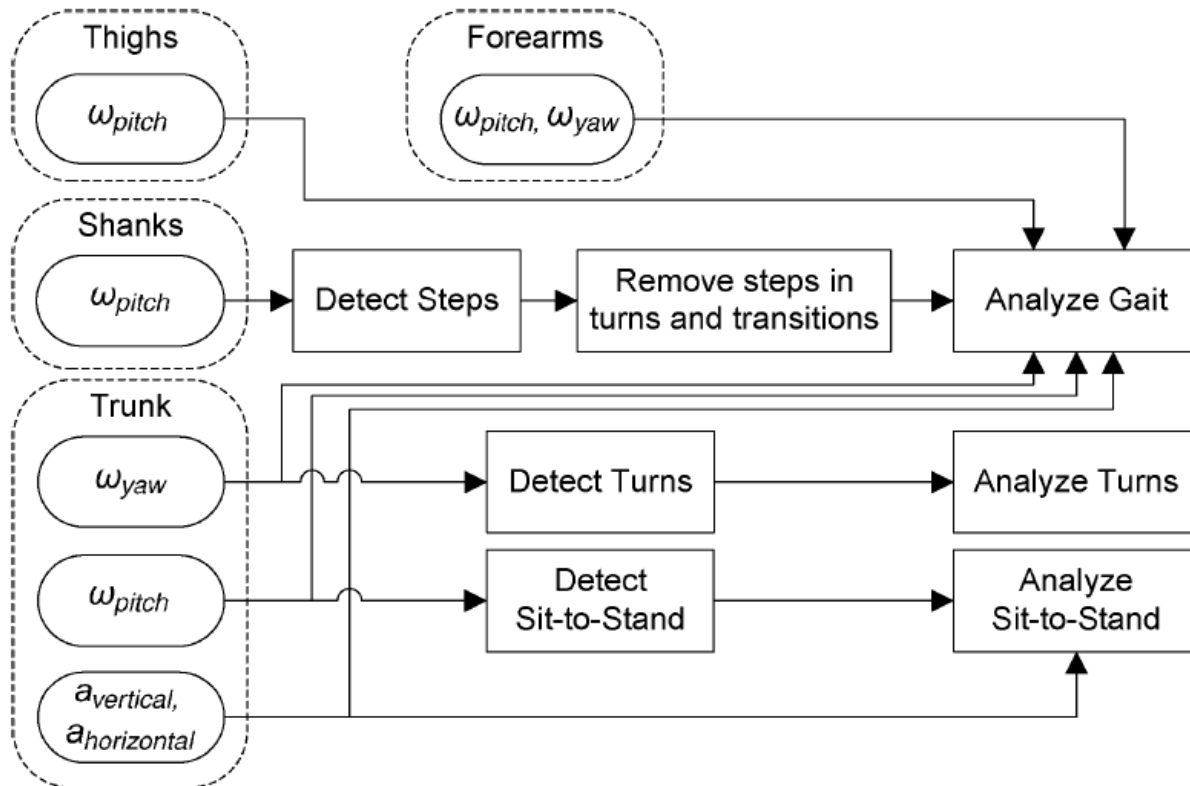 Thighs
ωpitch
Forearms
ωpitch, ωyaw
Shanks
ωpitch
Detect Steps
Remove steps in
turns and transitions
Analyze Gait
Trunk
ωyaw
Detect Turns
Analyze Turns
ωpitch
Detect
Sit-to-Stand
Analyze
Sit-to-Stand
avertical,
ahorizontal